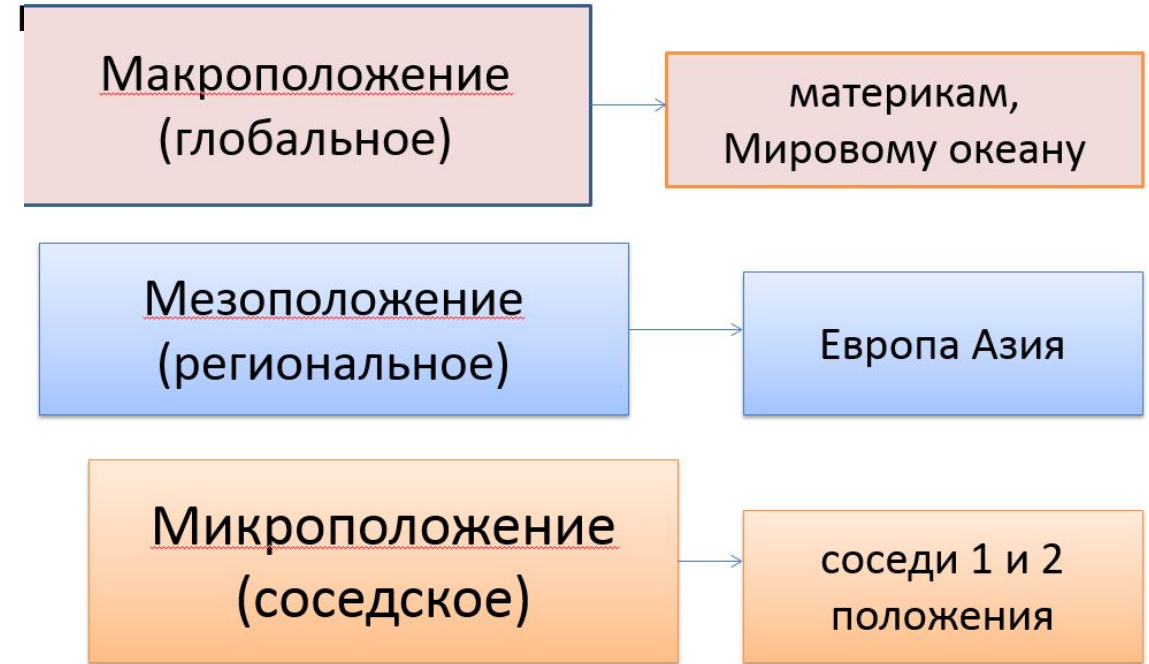 Макроположение
(глобальное)
материкам,
Мировому океану
Мезоположение
(региональное)
Европа Азия
Микроположение
(соседское)
соседи 1 и 2
положения